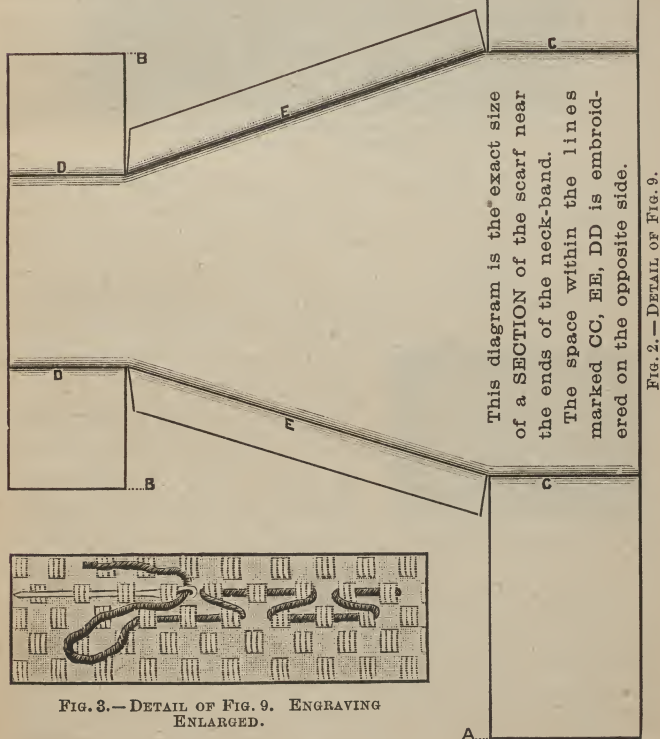 C
B
E
D
This diagram is the exact size
of a SECTION of the scarf near
the ends of the neck-band.
The space within the lines
marked CC, EE, DD is embroid-
ered on the opposite side.
FIG. 2.—DETAIL OF FIG. 9.
D
E
B
C
FIG. 3.—DETAIL OF FIG. 9. ENGRAVING
ENLARGED.
A